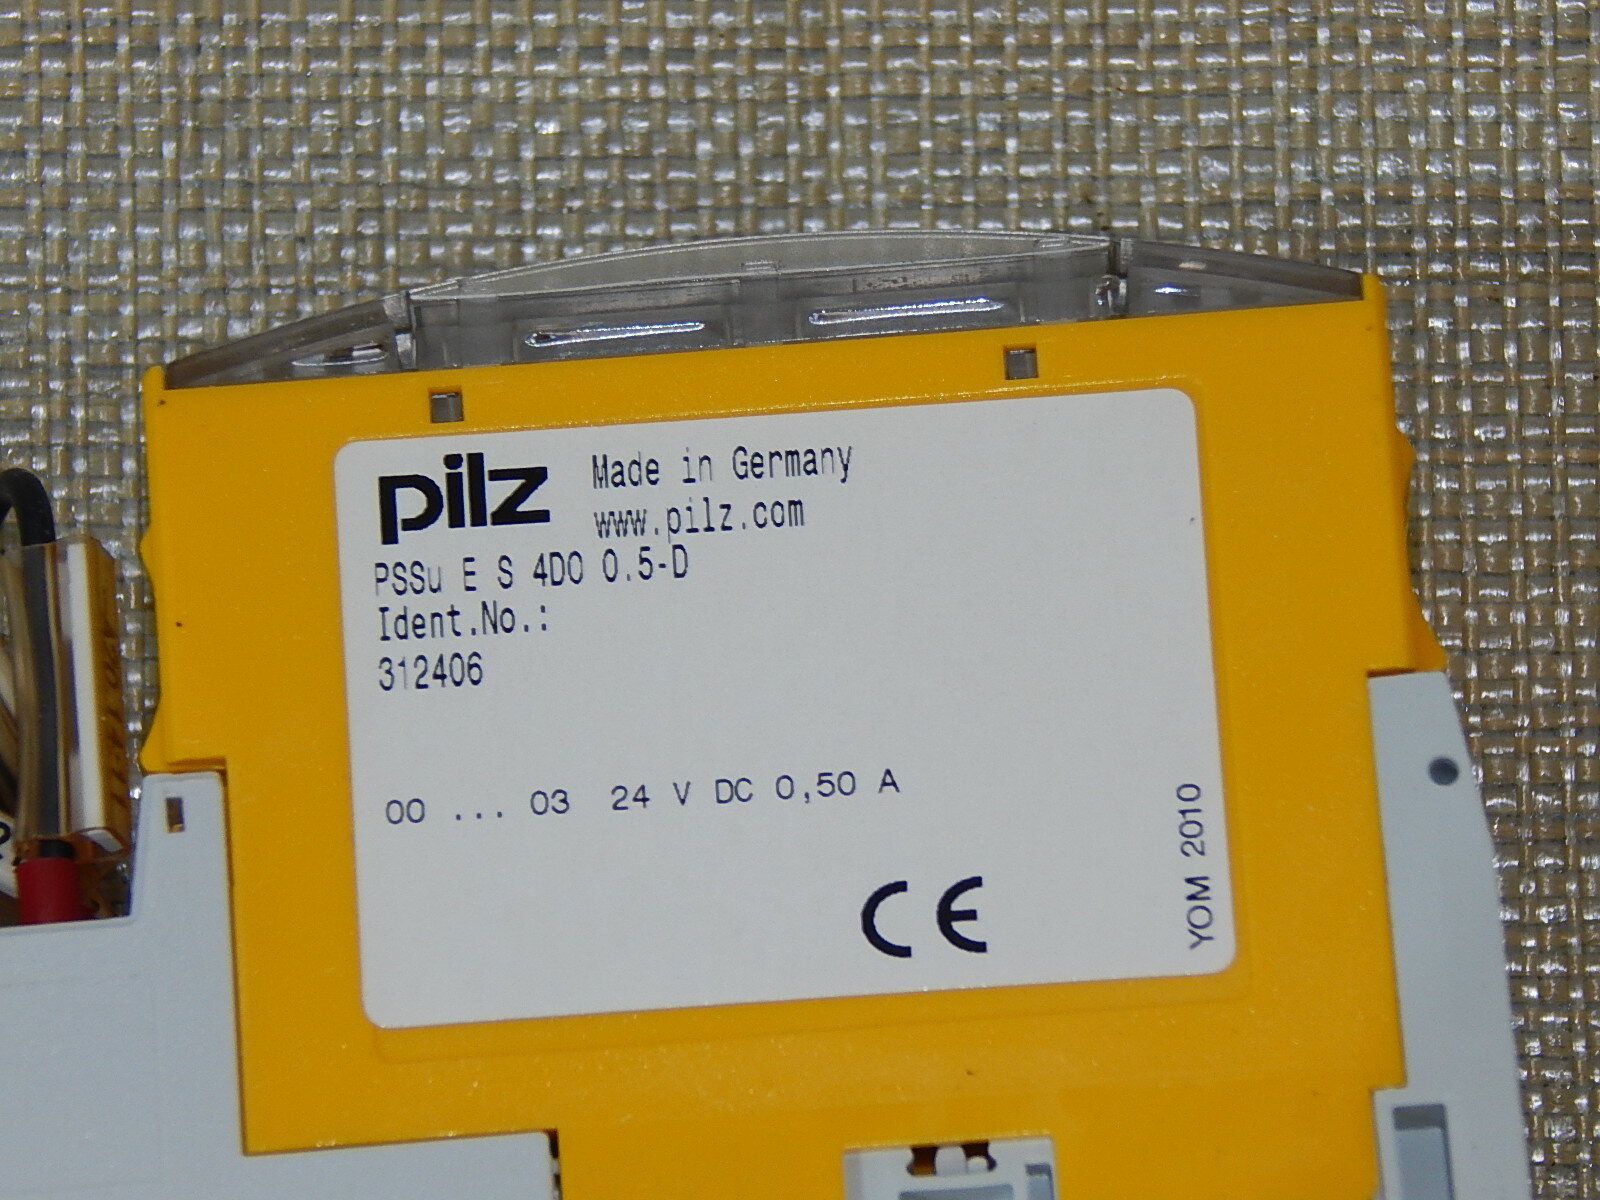 pilz
Made in Germany
www.pilz.com
PSSu E S 4DO 0.5-D
Ident.No.:
312406
00 ... 03 24 V DC 0,50 A
CE
YOM 2010